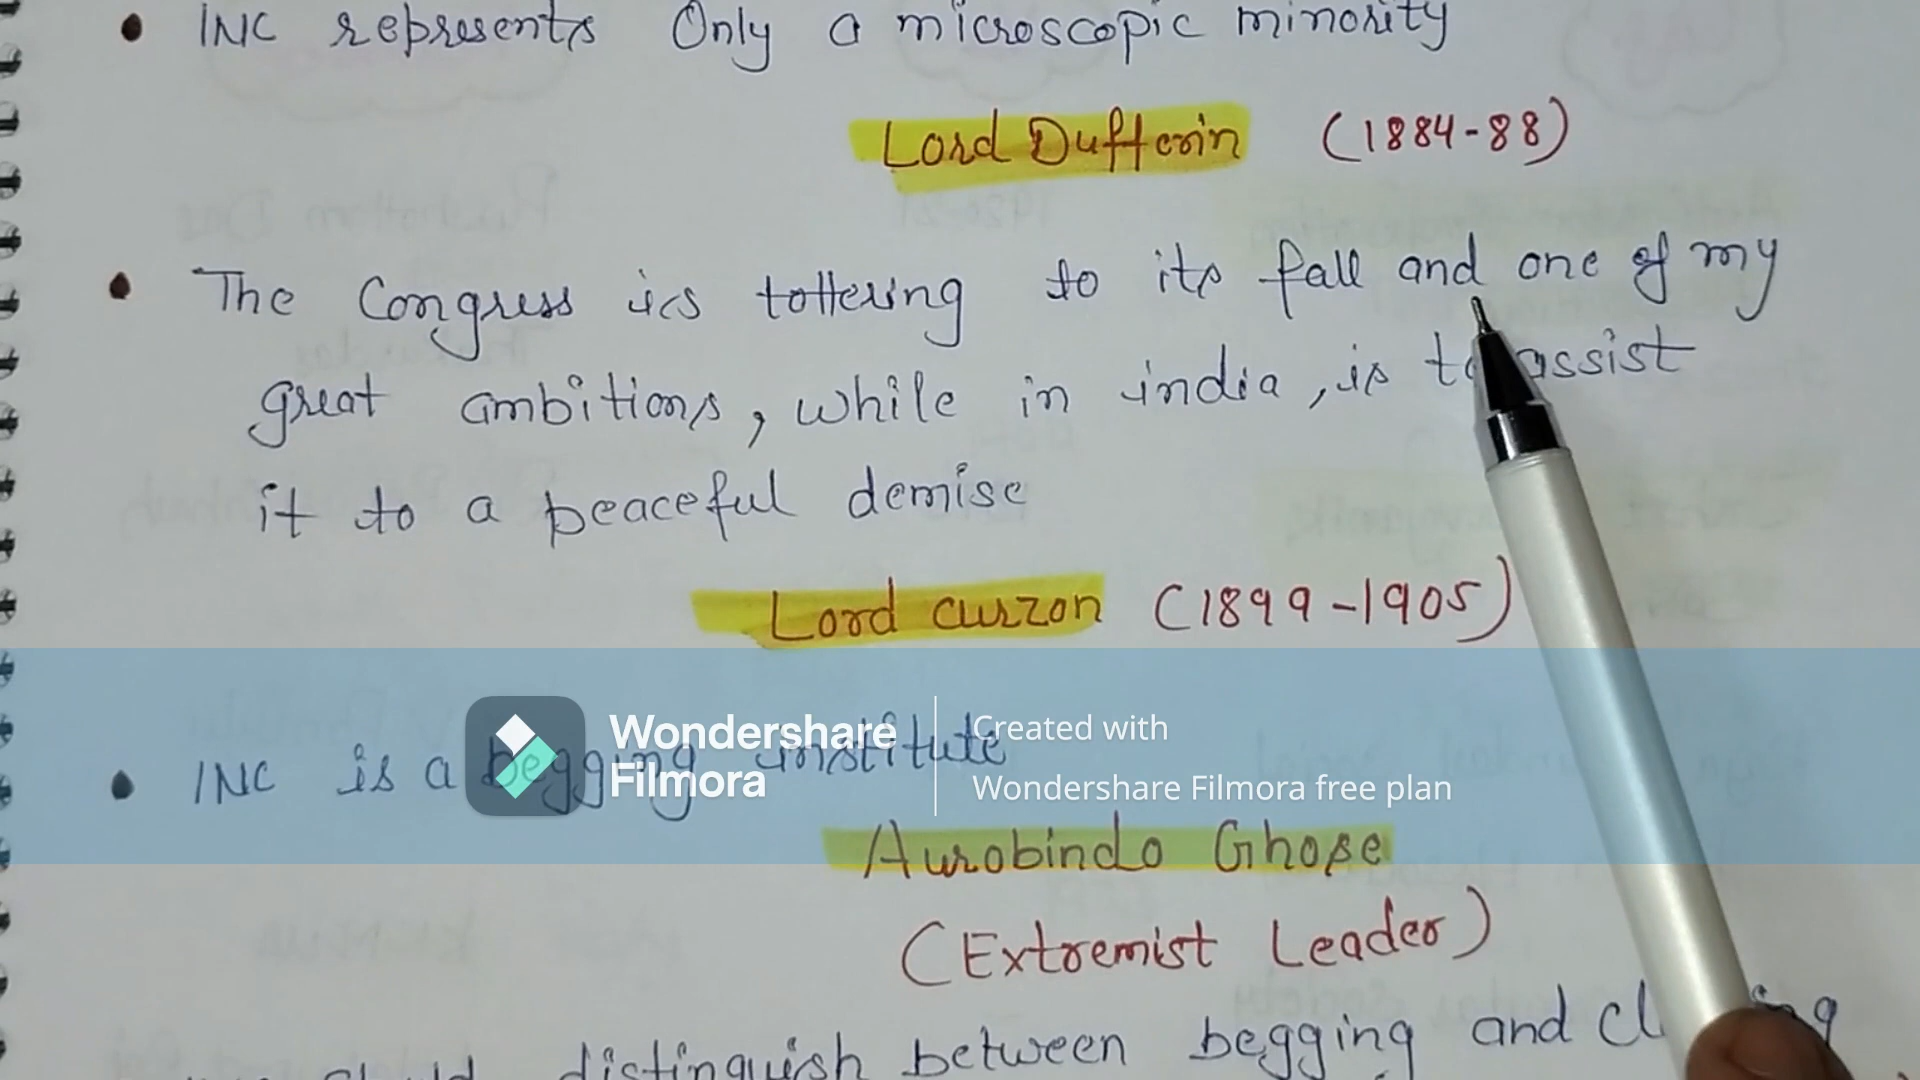 • INC represents Only a microscopic minority
Lord Dufferin (1884-88)
• The Congress is tottering to its fall and one of my
great ambitions, while in india, is to assist
it to a peaceful demise
Lord Curzon (1899-1905)
• INC is a begging institute
Wondershare Filmora
Created with
Wondershare Filmora free plan
Aurobindo Ghose
(Extremist Leader)
distinguish between begging and